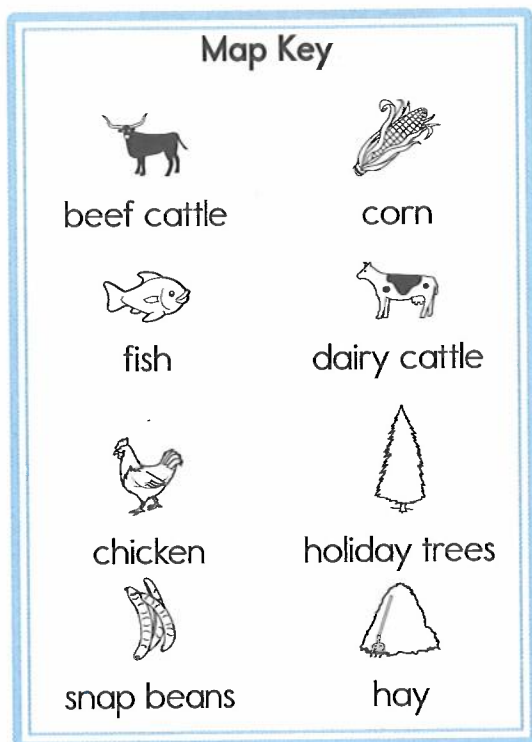 Map Key
beef cattle corn
fish dairy cattle
chicken holiday trees
snap beans hay